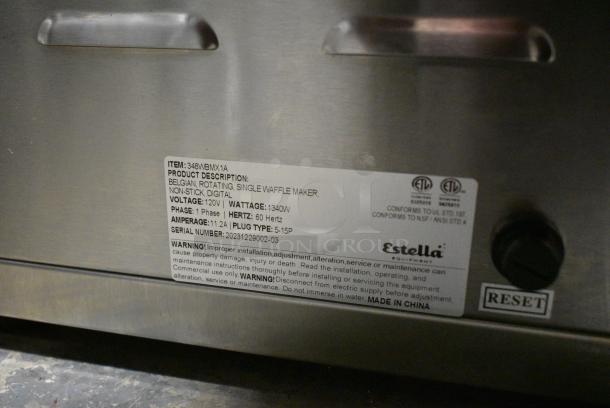 ITEM: 348WBMX1A
PRODUCT DESCRIPTION:
BELGIAN, ROTATING, SINGLE WAFFLE MAKER,
NON-STICK, DIGITAL
VOLTAGE: 120V | WATTAGE: 1340W
PHASE: 1 Phase | HERTZ: 60 Hertz
AMPERAGE: 11.2A | PLUG TYPE: 5-15P
SERIAL NUMBER: 20231229002-03
CONFORMS TO UL STD.197
CONFORMS TO NSF / ANSI STD.4
Estella
EQUIPMENT
WARNING! Improper installation,adjustment,alteration,service or maintenance can
cause property damage, injury or death. Read the installation, operating, and
maintenance instructions thoroughly before installing or servicing this equipment.
Commercial use only WARNING! Disconnect from electric supply before adjustment,
alteration, service or maintenance. Do not immerse in water. MADE IN CHINA
RESET
AUCTION GROUP